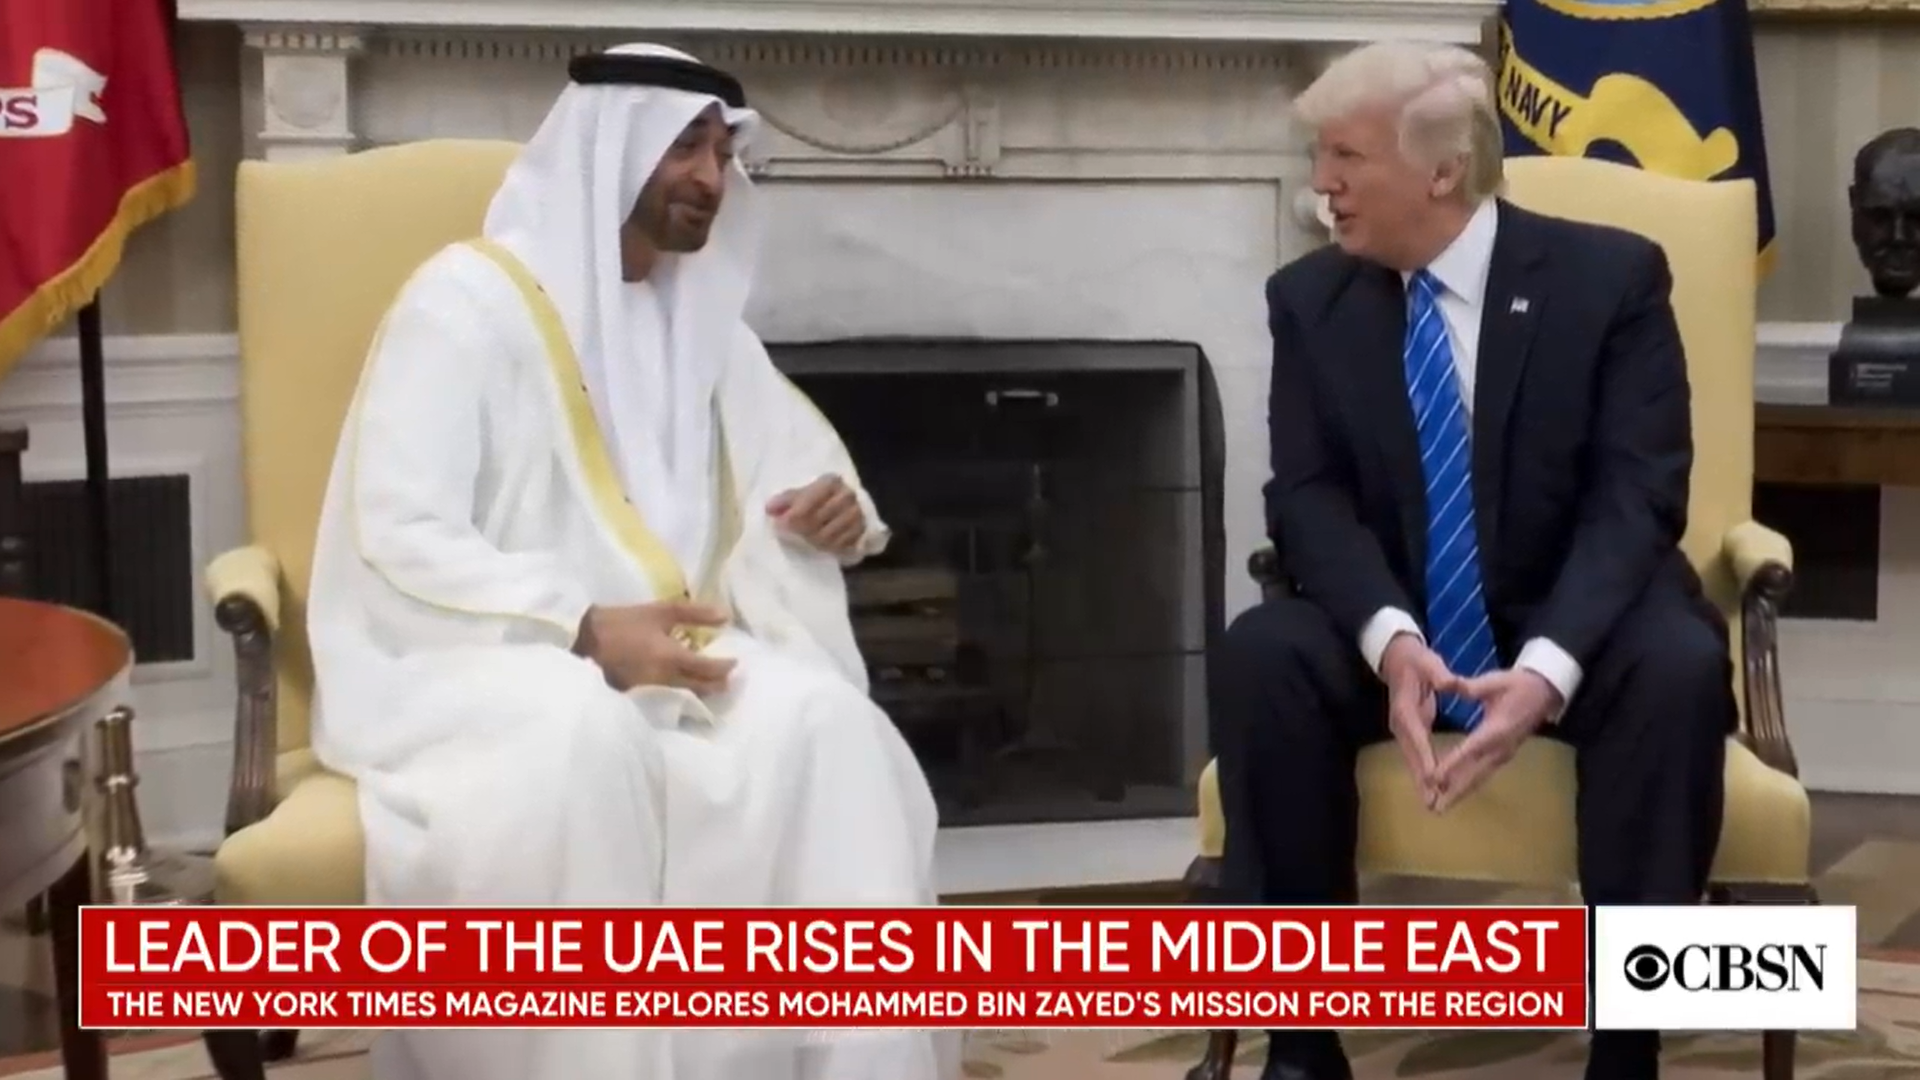 PS
NAVY
LEADER OF THE UAE RISES IN THE MIDDLE EAST
THE NEW YORK TIMES MAGAZINE EXPLORES MOHAMMED BIN ZAYED'S MISSION FOR THE REGION
CBSN